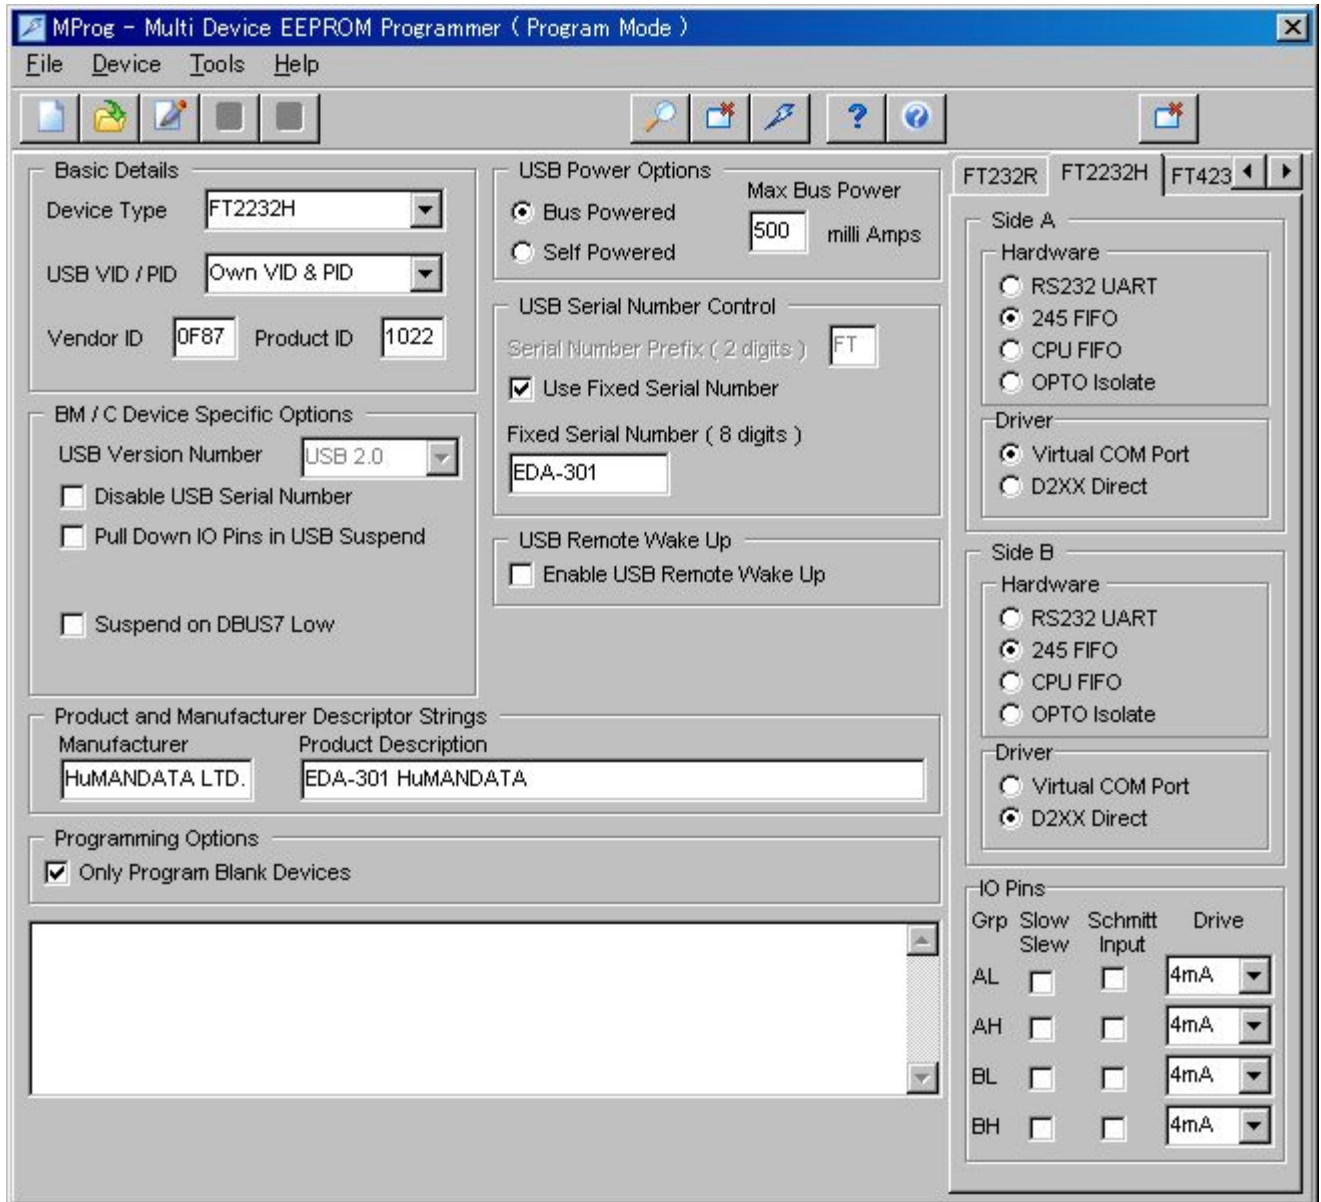 MProg - Multi Device EEPROM Programmer ( Program Mode )
File Device Tools Help
Basic Details
Device Type FT2232H
USB VID / PID Own VID & PID
Vendor ID 0F87 Product ID 1022
BM / C Device Specific Options
USB Version Number USB 2.0
Disable USB Serial Number
Pull Down IO Pins in USB Suspend
Suspend on DBUS7 Low
USB Power Options
Bus Powered
Self Powered
Max Bus Power
500 milli Amps
USB Serial Number Control
Serial Number Prefix ( 2 digits ) FT
Use Fixed Serial Number
Fixed Serial Number ( 8 digits )
EDA-301
USB Remote Wake Up
Enable USB Remote Wake Up
Product and Manufacturer Descriptor Strings
Manufacturer Product Description
HuMANDATA LTD. EDA-301 HuMANDATA
Programming Options
Only Program Blank Devices
FT232R FT2232H FT423
Side A
Hardware
RS232 UART
245 FIFO
CPU FIFO
OPTO Isolate
Driver
Virtual COM Port
D2XX Direct
Side B
Hardware
RS232 UART
245 FIFO
CPU FIFO
OPTO Isolate
Driver
Virtual COM Port
D2XX Direct
IO Pins
Grp Slow Schmitt Drive
Slew Input
AL 4mA
AH 4mA
BL 4mA
BH 4mA